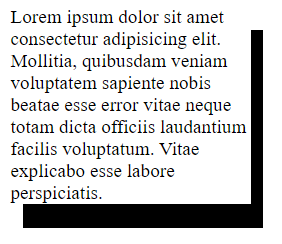 Lorem ipsum dolor sit amet
consectetur adipisicing elit.
Mollitia, quibusdam veniam
voluptatem sapiente nobis
beatae esse error vitae neque
totam dicta officiis laudantium
facilis voluptatum. Vitae
explicabo esse labore
perspiciatis.